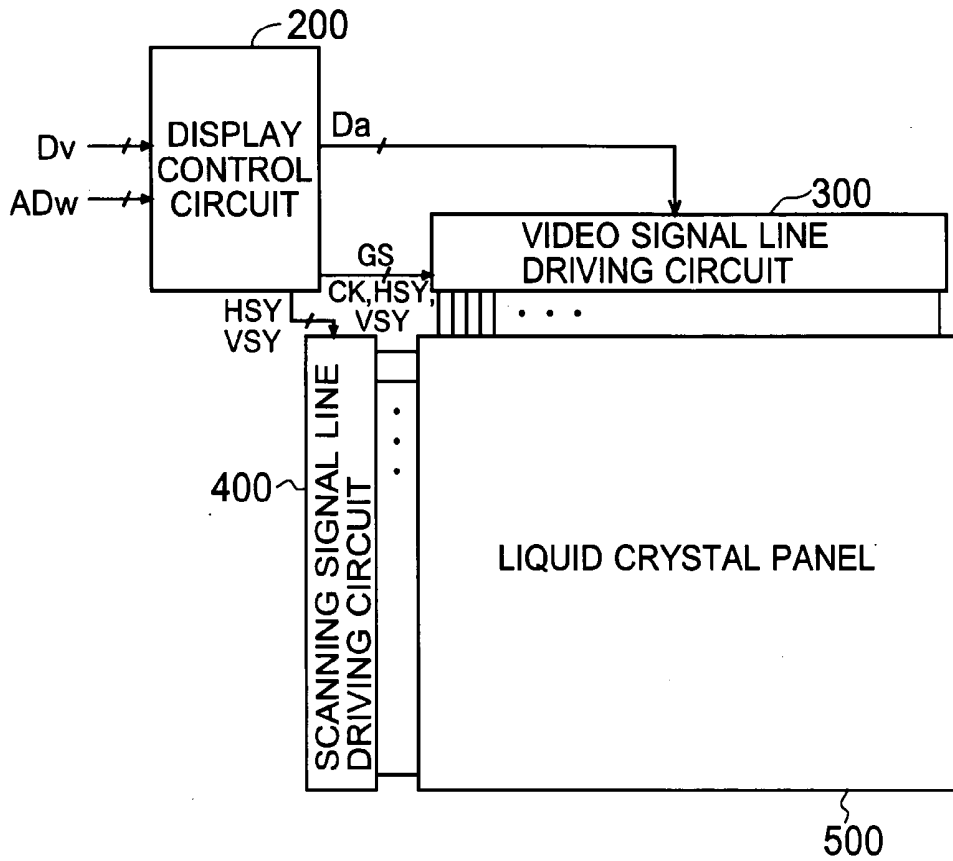 200
DISPLAY
CONTROL
CIRCUIT
Dv
ADw
Da
300
VIDEO SIGNAL LINE
DRIVING CIRCUIT
GS
CK,HSY,
VSY
HSY
VSY
400
SCANNING SIGNAL LINE
DRIVING CIRCUIT
LIQUID CRYSTAL PANEL
500